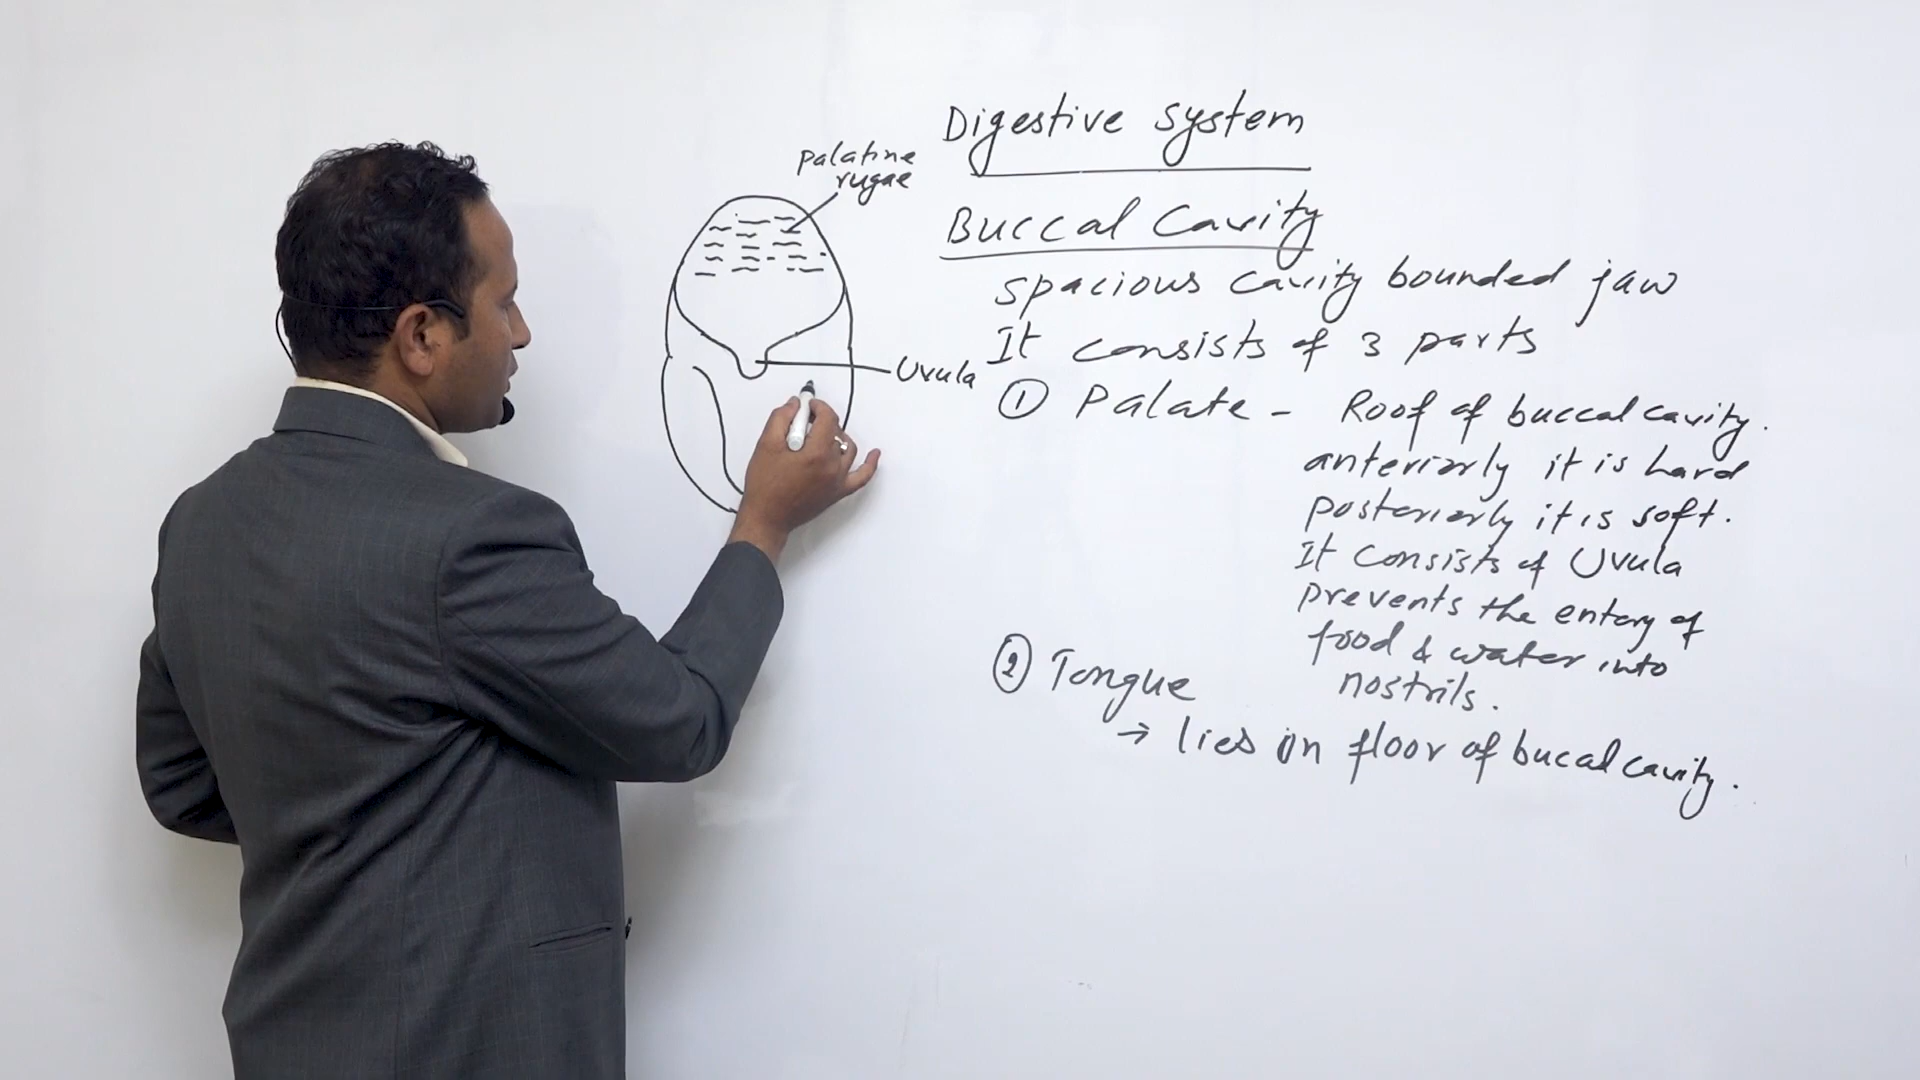 Digestive system
palatine
rugae
Buccal Cavity
spacious cavity bounded jaw
It consists of 3 parts
Uvula
① Palate - Roof of buccal cavity.
anteriorly it is hard
posteriorly it is soft.
It consists of Uvula
prevents the entery of
food & water into
nostrils.
② Tongue
→ lies in floor of bucal cavity.